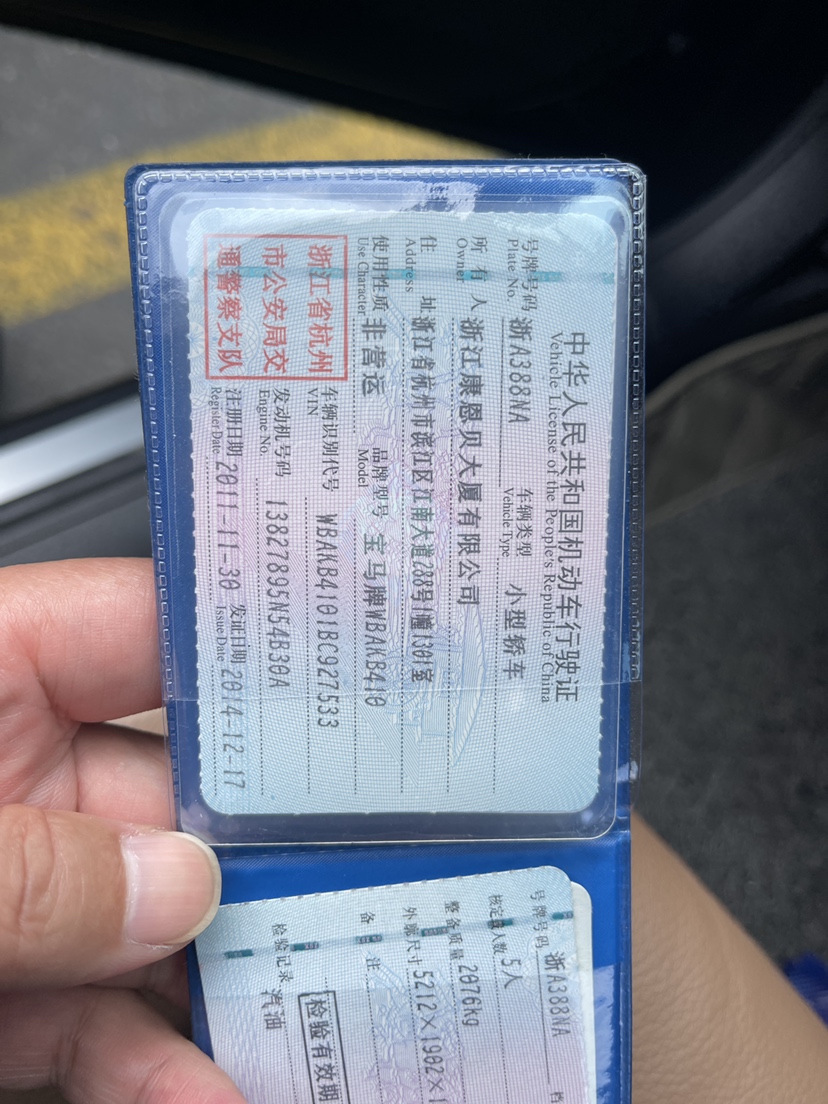 中华人民共和国机动车行驶证
Vehicle License of the People's Republic of China
号牌号码 浙A388NA 车辆类型 小型轿车
Plate No. Vehicle Type
所有人 浙江康恩贝大厦有限公司
Owner
住址 浙江省杭州市滨江区江南大道288号1幢1301室
Address
使用性质 非营运 品牌型号 宝马牌WBAKB410
Use Character Model
浙江省杭州
市公安局交
通警察支队
车辆识别代号 WBAKB4101BC927533
VIN
发动机号码 13827895N54B30A
Engine No.
注册日期 2011-11-30 发证日期 2014-12-17
Register Date Issue Date
号牌号码 浙A388NA 档
核定载人数 5人
整备质量 2076kg
外廓尺寸 5212×1902×1
备注
检验有效期
检验记录 汽油